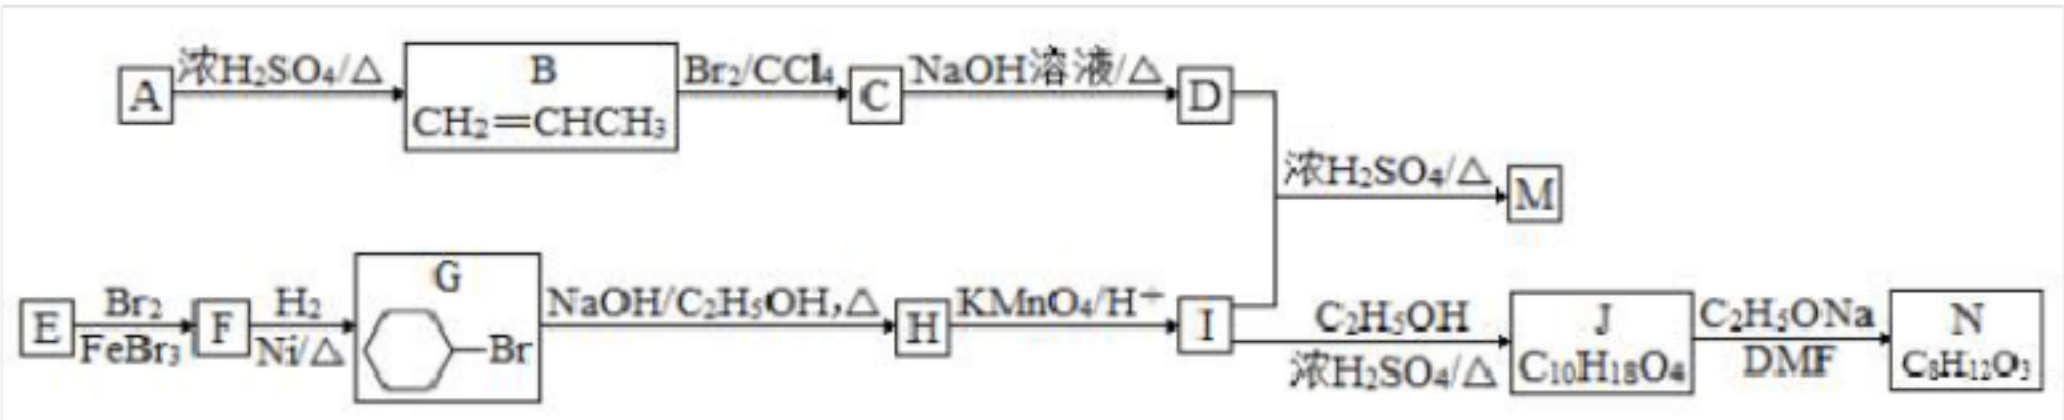 A 浓H₂SO₄/△ B CH₂=CHCH₃ Br₂/CCl₄ C NaOH溶液/△ D
浓H₂SO₄/△ M
E Br₂ FeBr₃ F H₂ Ni/△ G Br NaOH/C₂H₅OH,△ H KMnO₄/H⁺ I C₂H₅OH 浓H₂SO₄/△ J C₁₀H₁₈O₄ C₂H₅ONa DMF N C₈H₁₂O₃